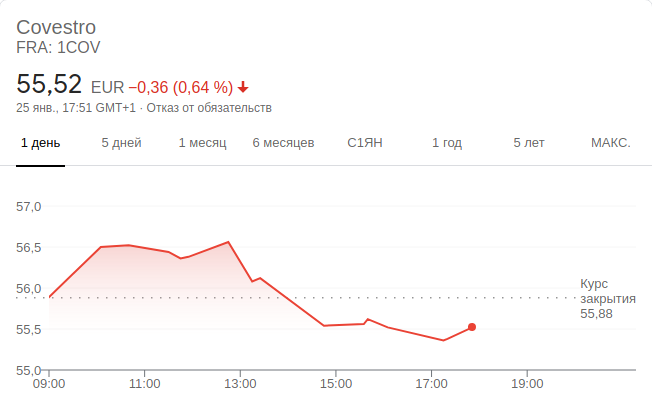 Covestro
FRA: 1COV
55,52 EUR −0,36 (0,64 %)
25 янв., 17:51 GMT+1 · Отказ от обязательств
1 день 5 дней 1 месяц 6 месяцев С1ЯН 1 год 5 лет МАКС.
57,0
56,5
56,0
Курс
закрытия
55,88
55,5
55,0
09:00 11:00 13:00 15:00 17:00 19:00